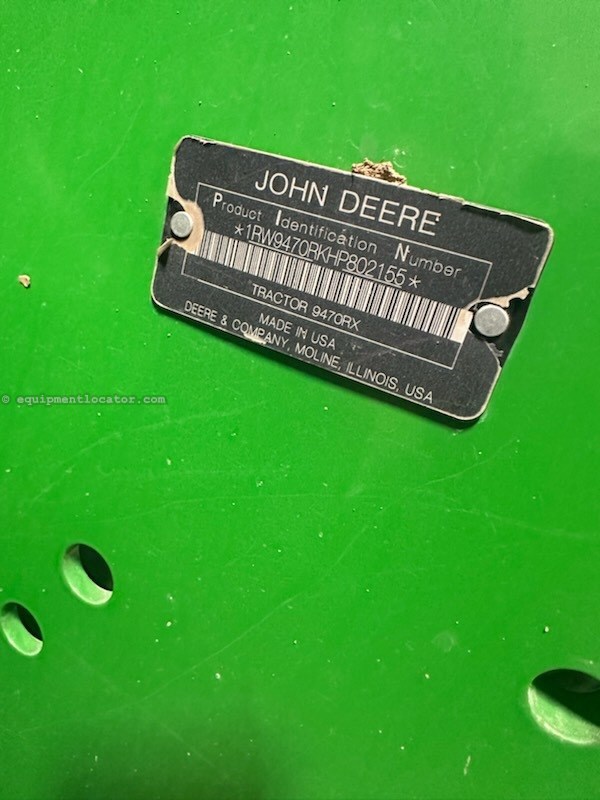 JOHN DEERE
Product Identification Number
*1RW9470RKHP802155*
TRACTOR 9470RX
MADE IN USA
DEERE & COMPANY, MOLINE, ILLINOIS, USA
© equipmentlocator.com